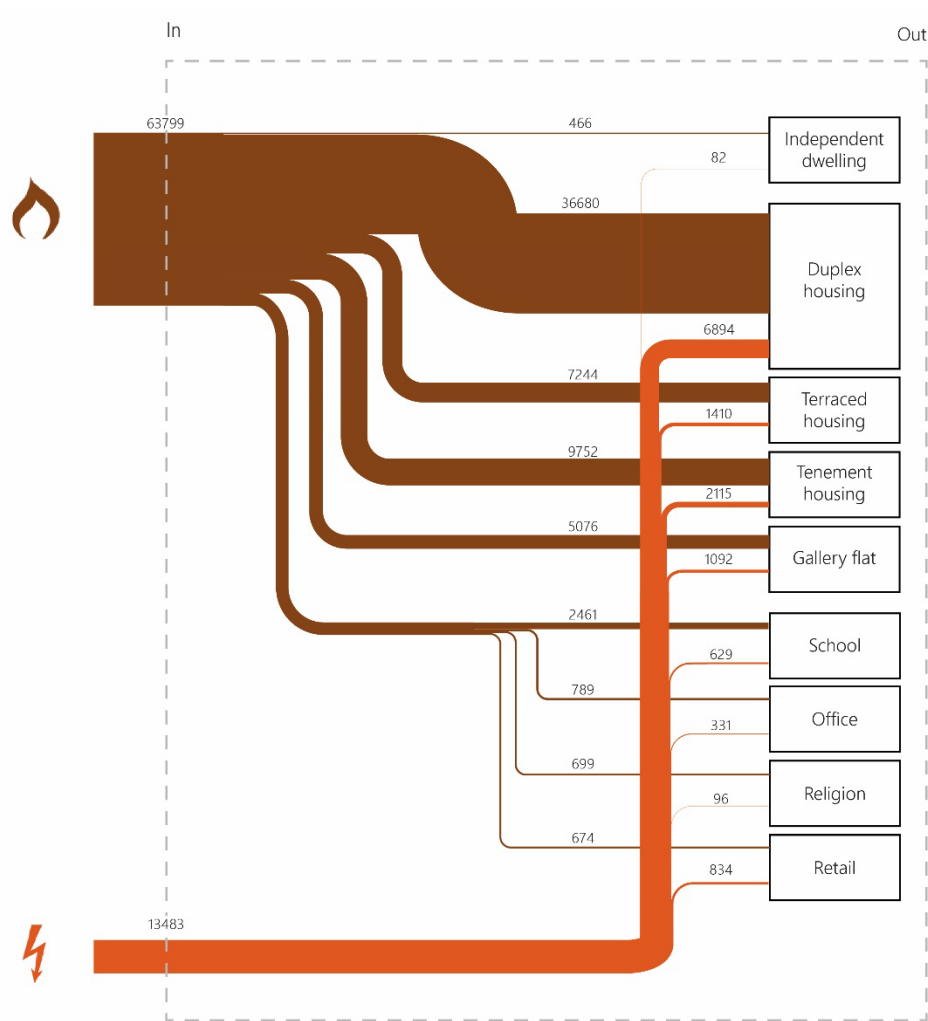 In
Out
63799
466
Independent
dwelling
82
36680
Duplex
housing
6894
7244
Terraced
housing
1410
9752
Tenement
housing
2115
5076
Gallery flat
1092
2461
School
629
789
Office
331
699
Religion
96
674
Retail
834
13483